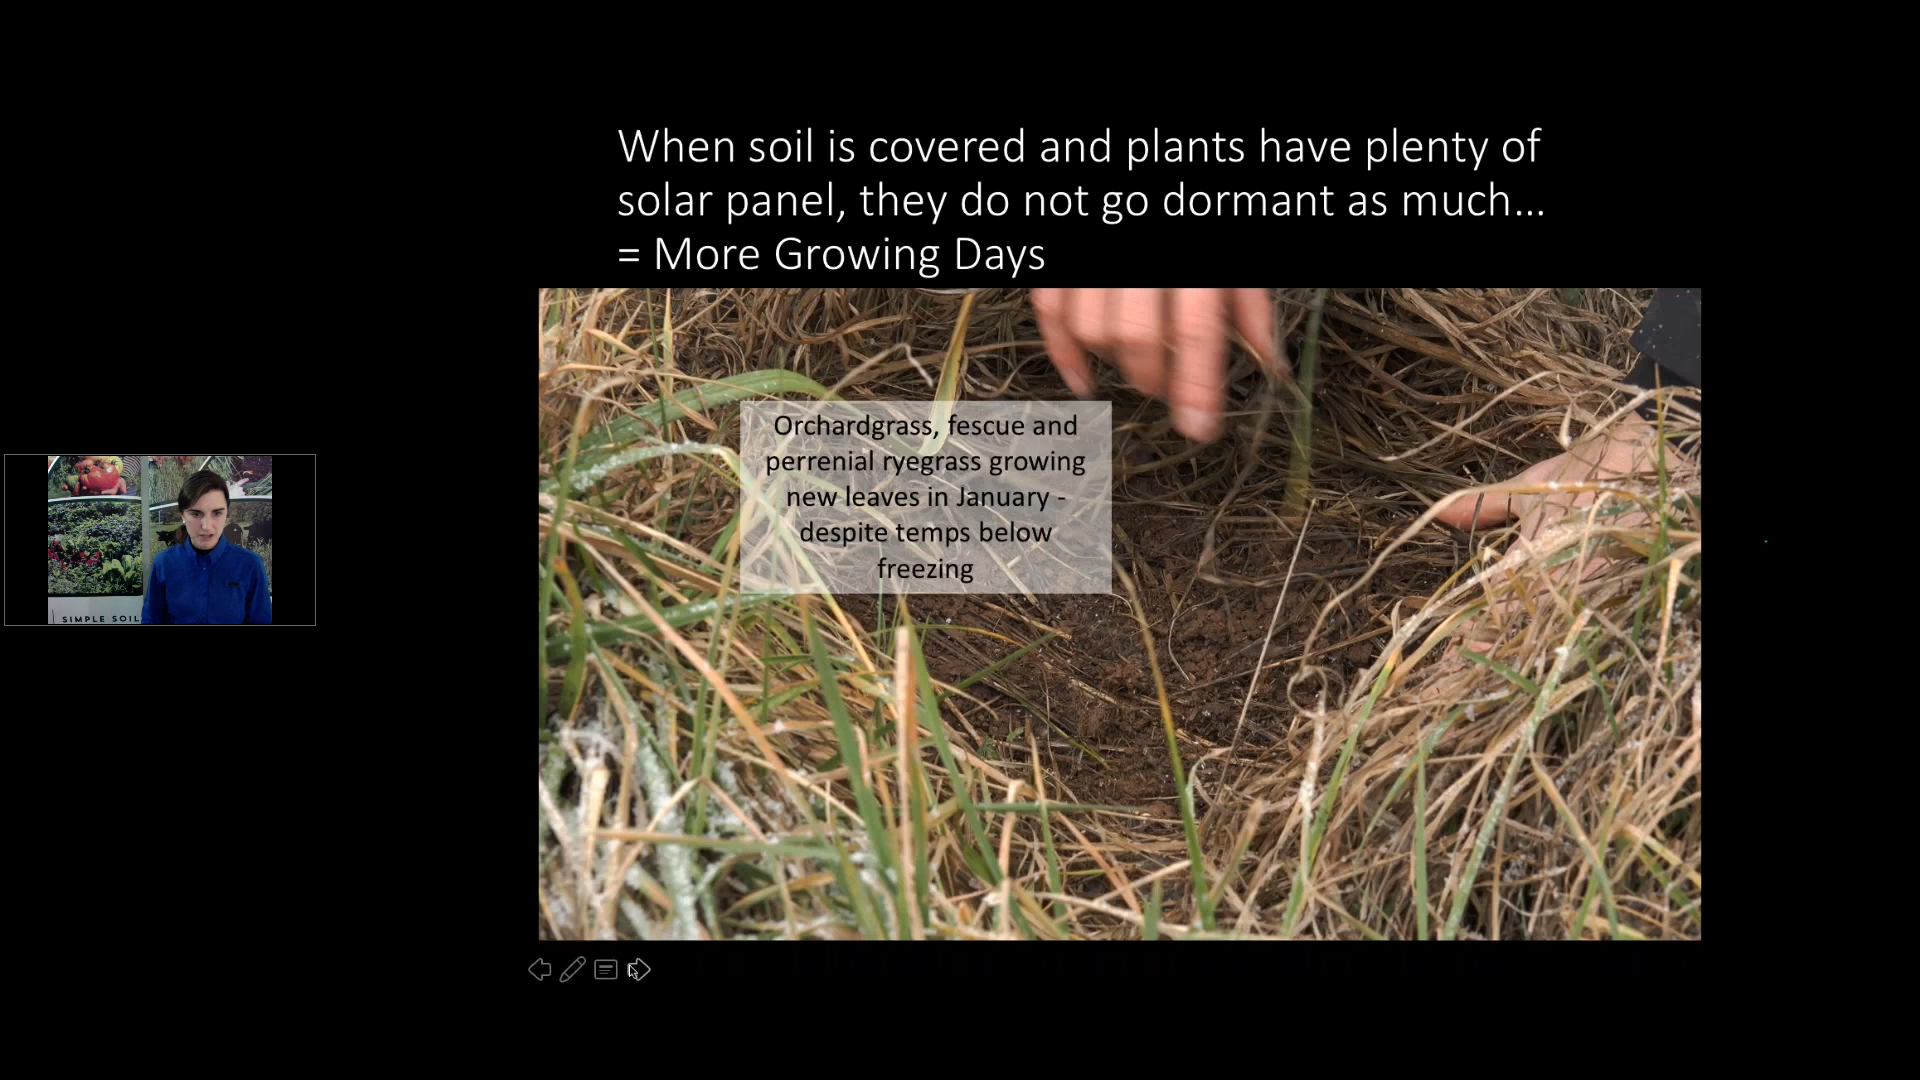 When soil is covered and plants have plenty of
solar panel, they do not go dormant as much...
= More Growing Days
Orchardgrass, fescue and
perrenial ryegrass growing
new leaves in January -
despite temps below
freezing
SIMPLE SOIL